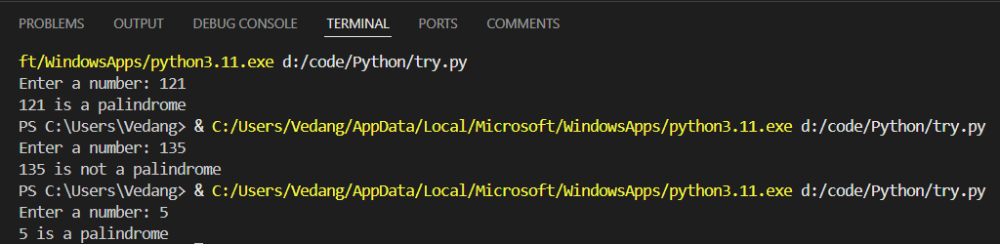 PROBLEMS OUTPUT DEBUG CONSOLE TERMINAL PORTS COMMENTS
ft/WindowsApps/python3.11.exe d:/code/Python/try.py
Enter a number: 121
121 is a palindrome
PS C:\Users\Vedang> & C:/Users/Vedang/AppData/Local/Microsoft/WindowsApps/python3.11.exe d:/code/Python/try.py
Enter a number: 135
135 is not a palindrome
PS C:\Users\Vedang> & C:/Users/Vedang/AppData/Local/Microsoft/WindowsApps/python3.11.exe d:/code/Python/try.py
Enter a number: 5
5 is a palindrome